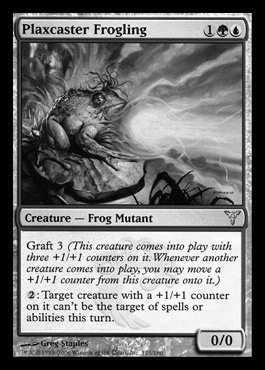 Plaxcaster Frogling 1
Creature — Frog Mutant
Graft 3 (This creature comes into play with
three +1/+1 counters on it. Whenever another
creature comes into play, you may move a
+1/+1 counter from this creature onto it.)
2: Target creature with a +1/+1 counter
on it can't be the target of spells or
abilities this turn.
Greg Staples
0/0